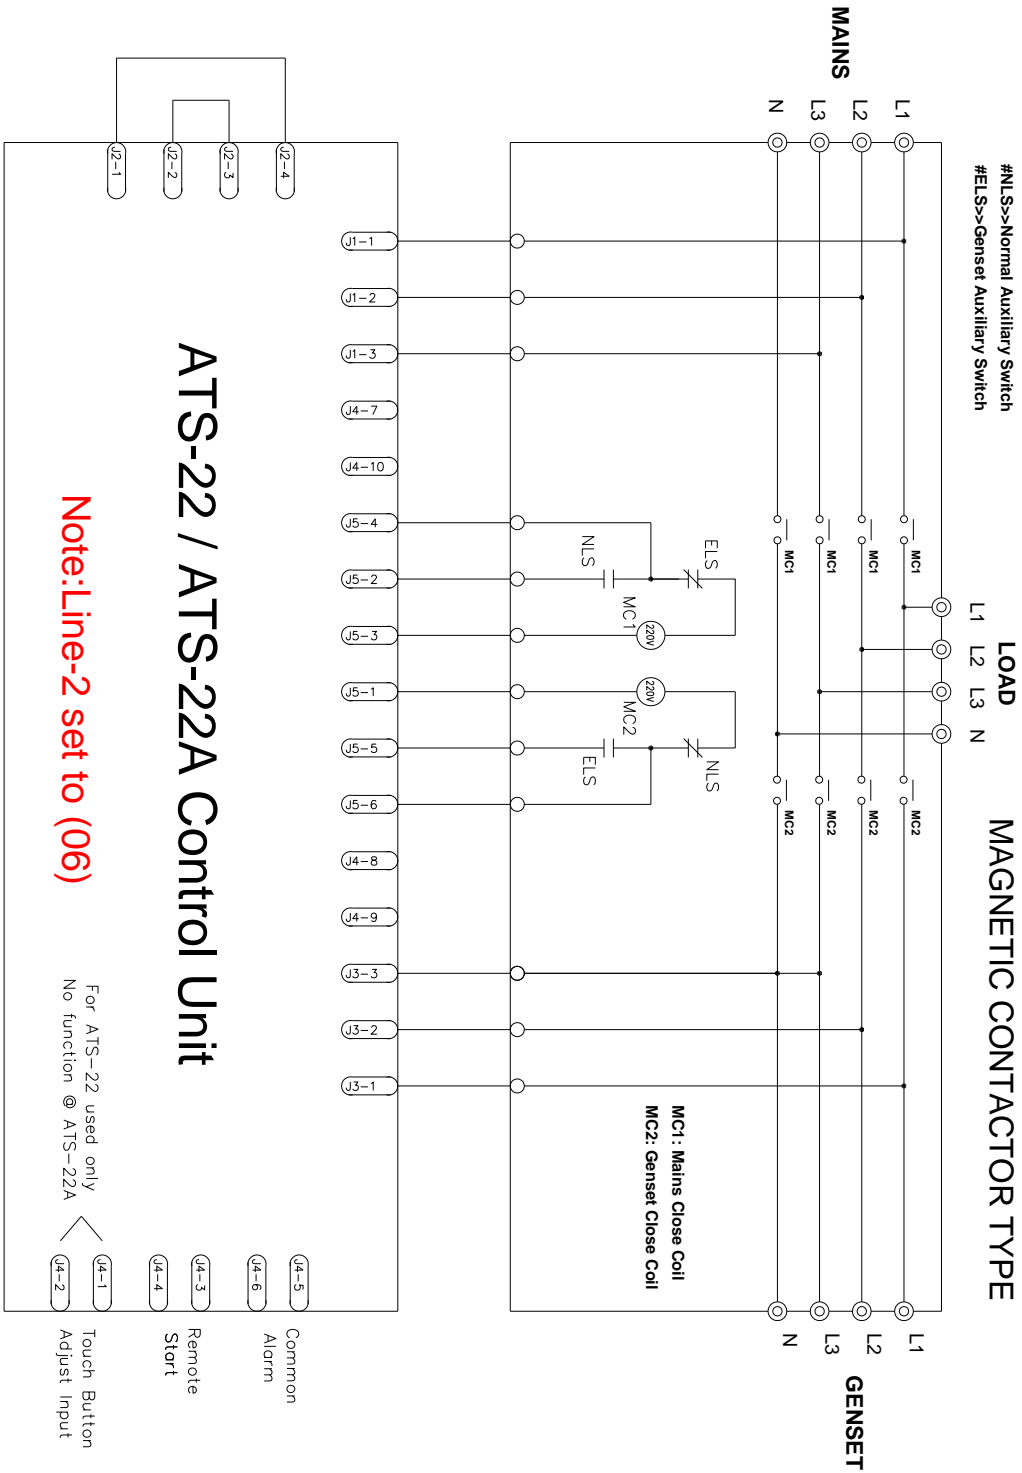 MAGNETIC CONTACTOR TYPE
#NLS>>Normal Auxiliary Switch
#ELS>>Genset Auxiliary Switch
LOAD
L1
L2
L3
N
MAINS
L1
L2
L3
N
MC1
MC1
MC1
MC1
MC2
MC2
MC2
MC2
L1
L2
L3
N
GENSET
MC1: Mains Close Coil
MC2: Genset Close Coil
ELS
NLS
MC1
220V
220V
MC2
NLS
ELS
J1-1
J1-2
J1-3
J4-7
J4-10
J5-4
J5-2
J5-3
J5-1
J5-5
J5-6
J4-8
J4-9
J3-3
J3-2
J3-1
J2-4
J2-3
J2-2
J2-1
ATS-22 / ATS-22A Control Unit
Note:Line-2 set to (06)
For ATS-22 used only
No function @ ATS-22A
J4-5
J4-6
Common
Alarm
J4-3
J4-4
Remote
Start
J4-1
J4-2
Touch Button
Adjust Input